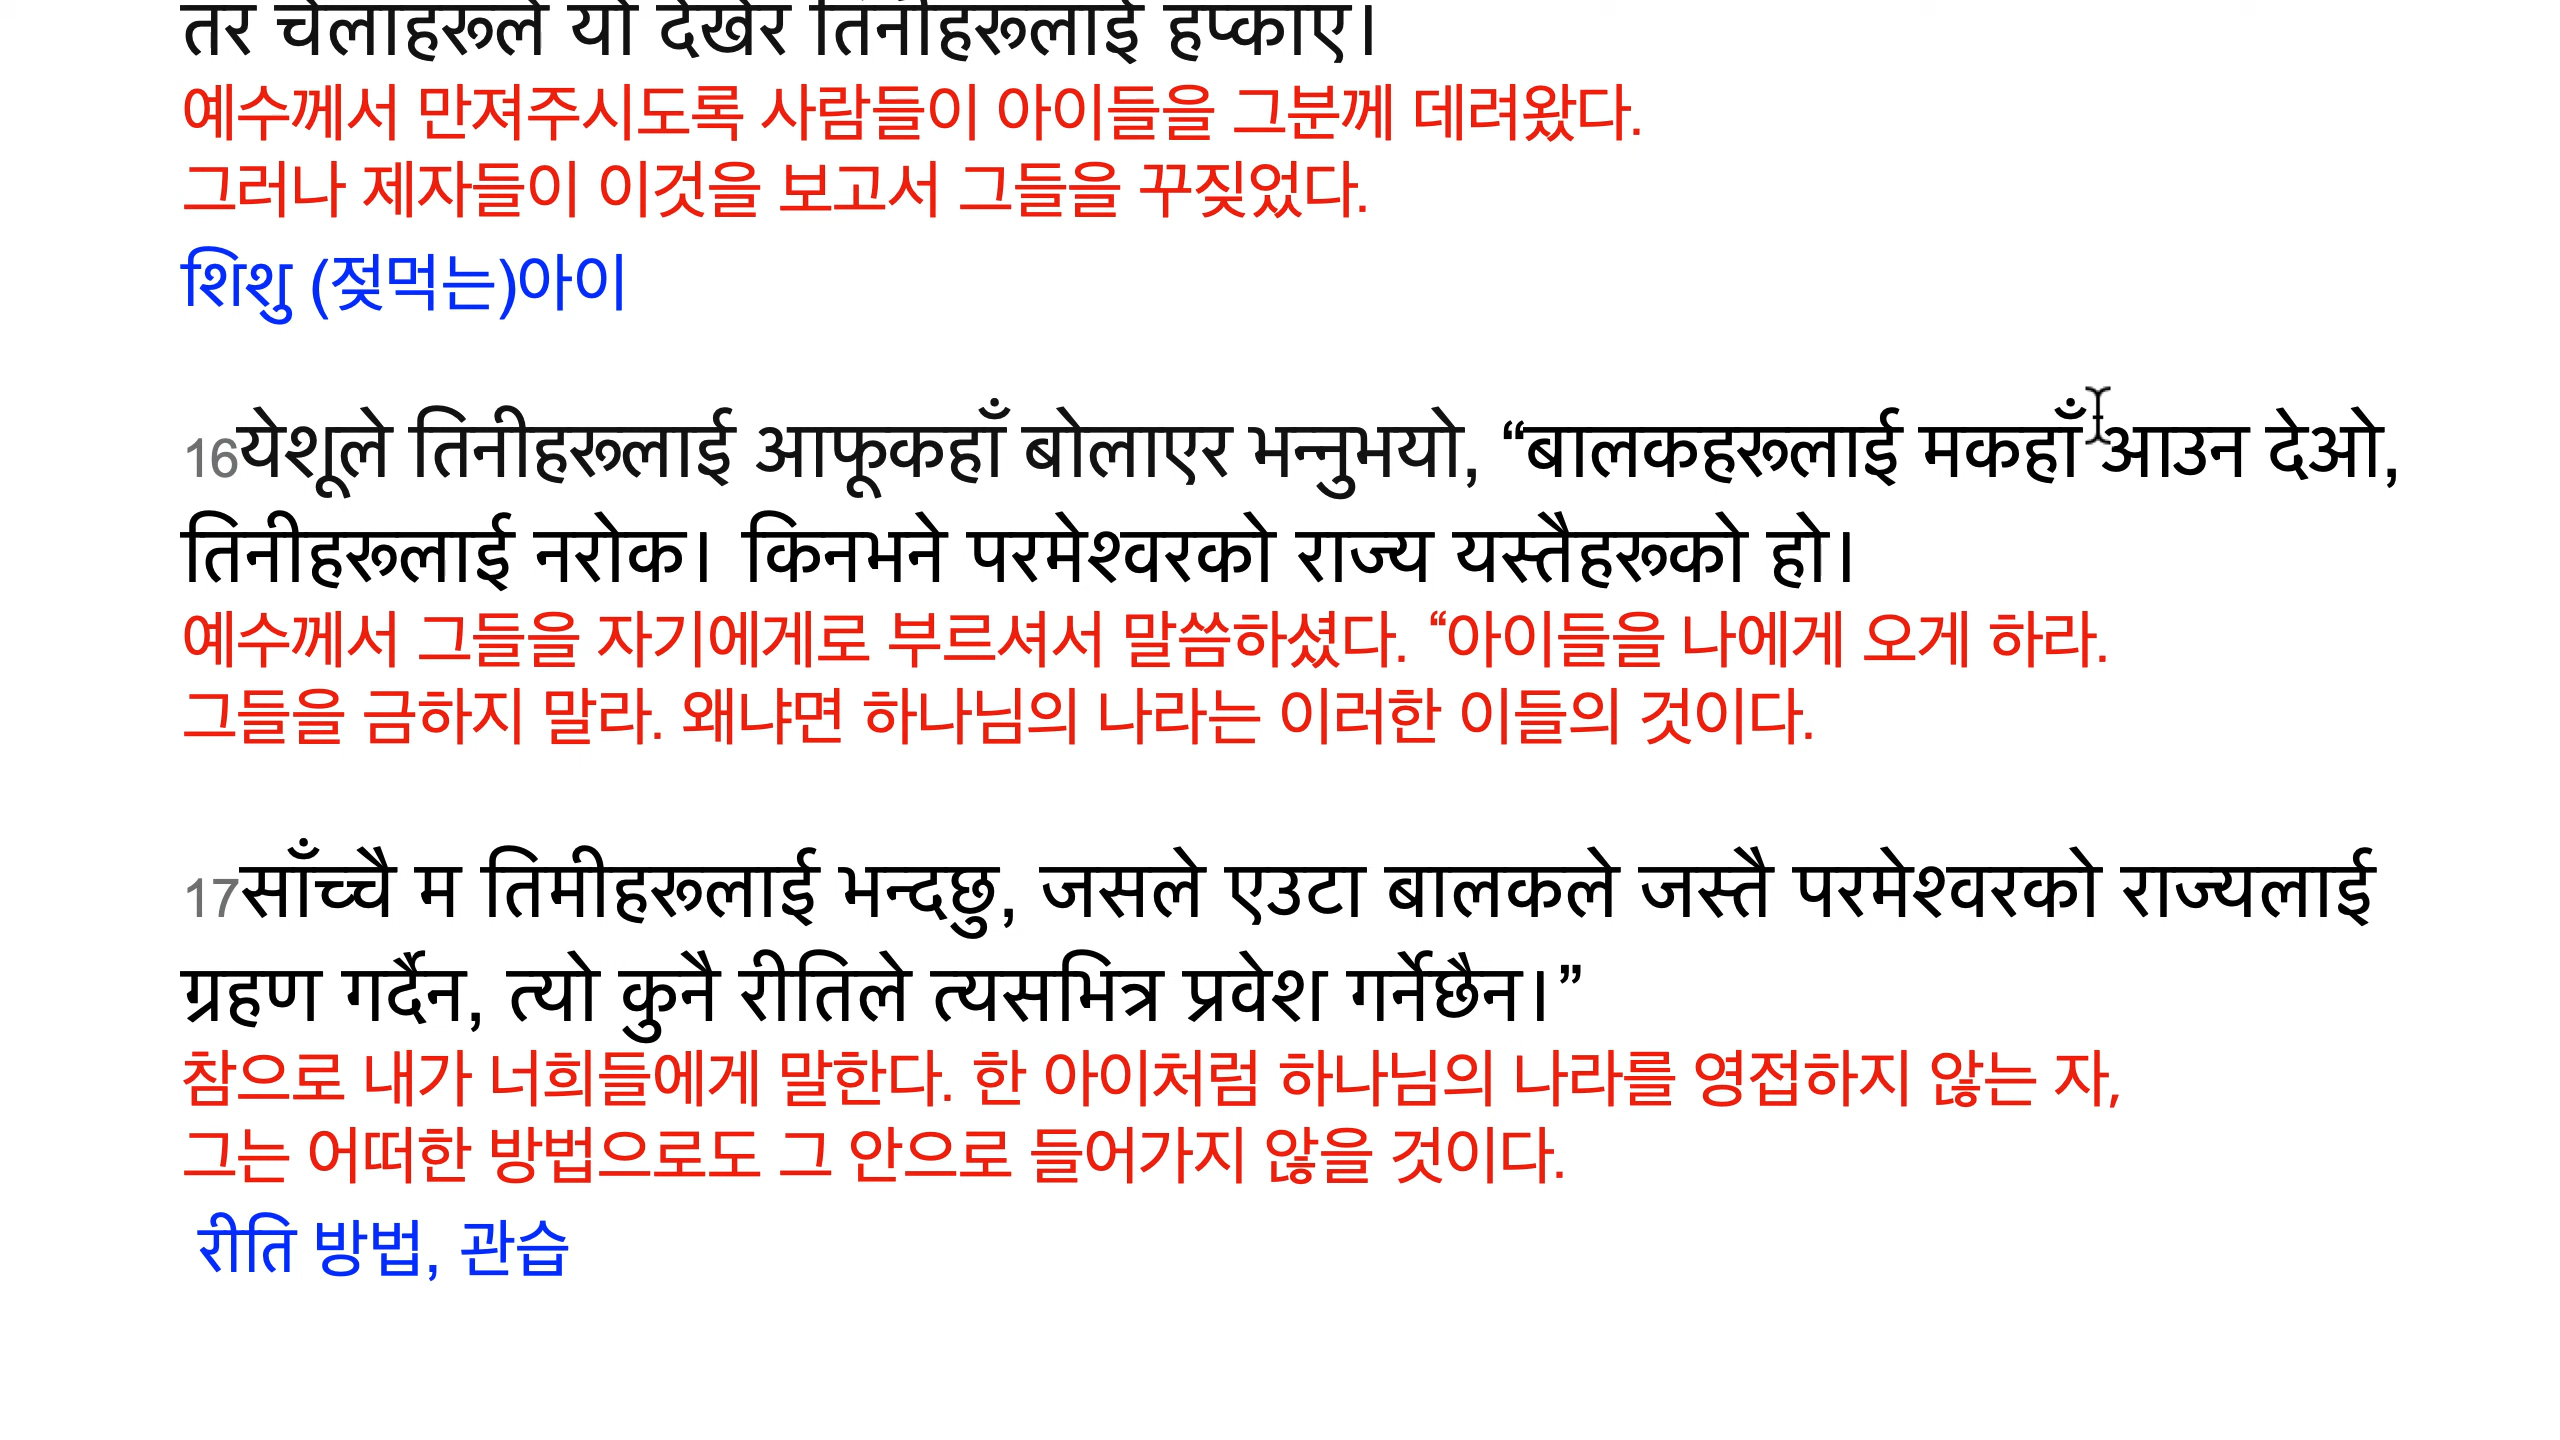 तर चेलाहरूले यो देखेर तिनीहरूलाई हप्काए।
예수께서 만져주시도록 사람들이 아이들을 그분께 데려왔다.
그러나 제자들이 이것을 보고서 그들을 꾸짖었다.
शिशु (젖먹는)아이
16येशूले तिनीहरूलाई आफूकहाँ बोलाएर भन्नुभयो, “बालकहरूलाई मकहाँ आउन देओ,
तिनीहरूलाई नरोक। किनभने परमेश्वरको राज्य यस्तैहरूको हो।
예수께서 그들을 자기에게로 부르셔서 말씀하셨다. “아이들을 나에게 오게 하라.
그들을 금하지 말라. 왜냐면 하나님의 나라는 이러한 이들의 것이다.
17साँच्चै म तिमीहरूलाई भन्दछु, जसले एउटा बालकले जस्तै परमेश्वरको राज्यलाई
ग्रहण गर्दैन, त्यो कुनै रीतिले त्यसभित्र प्रवेश गर्नेछैन।”
참으로 내가 너희들에게 말한다. 한 아이처럼 하나님의 나라를 영접하지 않는 자,
그는 어떠한 방법으로도 그 안으로 들어가지 않을 것이다.
रीति 방법, 관습